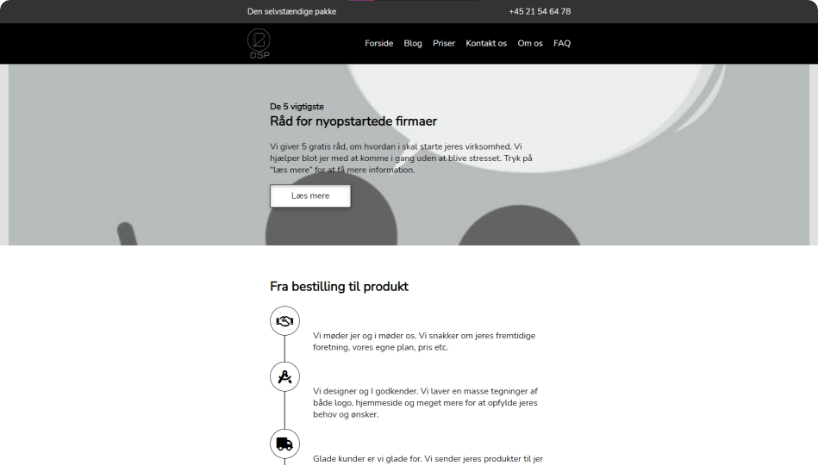 Den selvstændige pakke
+45 21 54 64 78
DSP
Forside Blog Priser Kontakt os Om os FAQ
De 5 vigtigste
Råd for nyopstartede firmaer
Vi giver 5 gratis råd, om hvordan i skal starte jeres virksomhed. Vi
hjælper blot jer med at komme i gang uden at blive stresset. Tryk på
"læs mere" for at få mere information.
Læs mere
Fra bestilling til produkt
Vi møder jer og i møder os. Vi snakker om jeres fremtidige
foretning, vores egne plan, pris etc.
Vi designer og I godkender. Vi laver en masse tegninger af
både logo, hjemmeside og meget mere for at opfylde jeres
behov og ønsker.
Glade kunder er vi glade for. Vi sender jeres produkter til jer